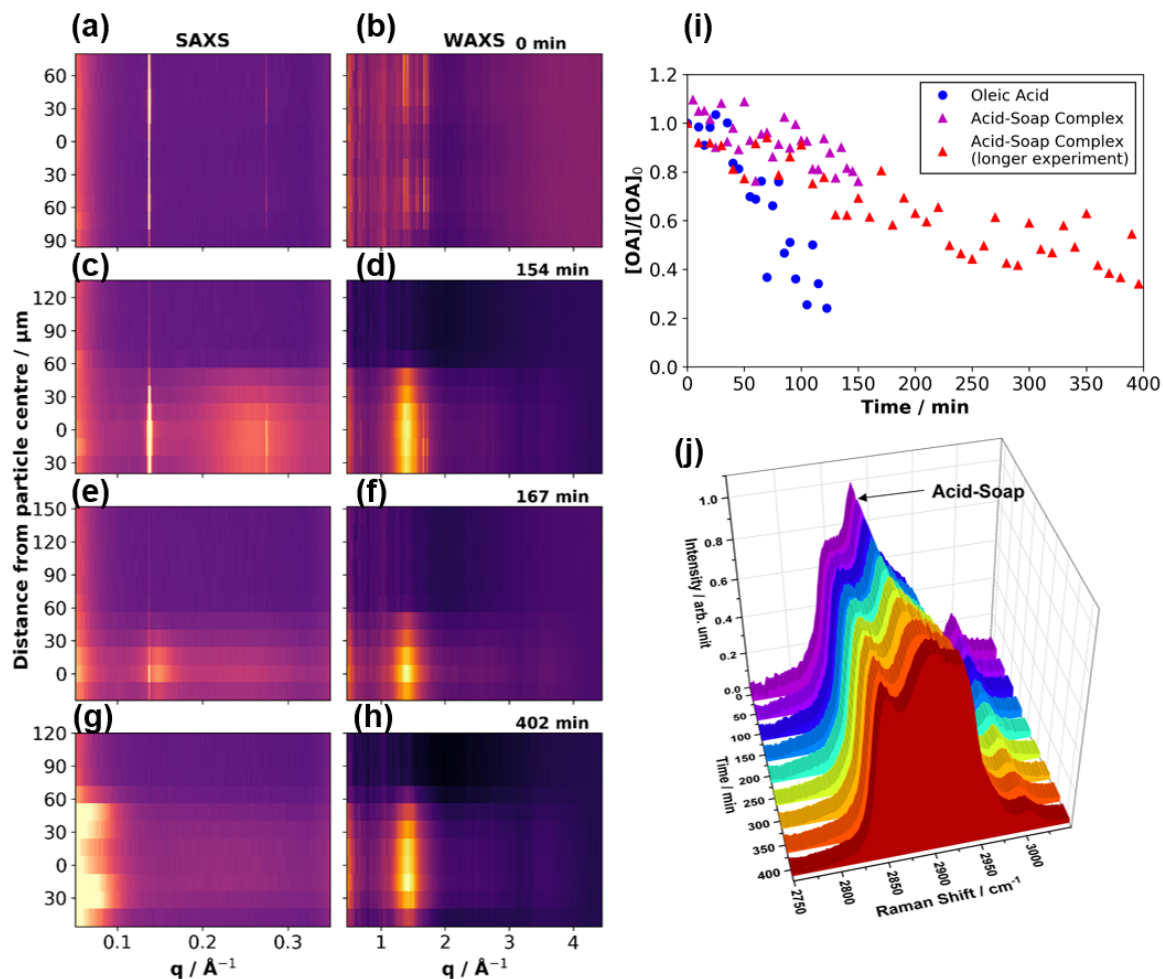 (a)
SAXS
60
30
0
30
60
90
(b)
WAXS
0 min
(c)
120
90
60
30
0
30
(d)
154 min
(e)
150
120
90
60
30
0
(f)
167 min
(g)
120
90
60
30
0
30
0.1
0.2
0.3
q / Å⁻¹
(h)
402 min
1
2
3
4
q / Å⁻¹
Distance from particle centre / µm
(i)
1.2
1.0
0.8
0.6
0.4
0.2
0.0
[OA]/[OA]₀
Oleic Acid
Acid-Soap Complex
Acid-Soap Complex
(longer experiment)
0
50
100
150
200
250
300
350
400
Time / min
(j)
Acid-Soap
1.0
0.8
0.6
0.4
0.2
0.0
Intensity / arb. unit
0
50
100
150
200
250
300
350
400
Time / min
2750
2800
2850
2900
2950
3000
Raman Shift / cm⁻¹